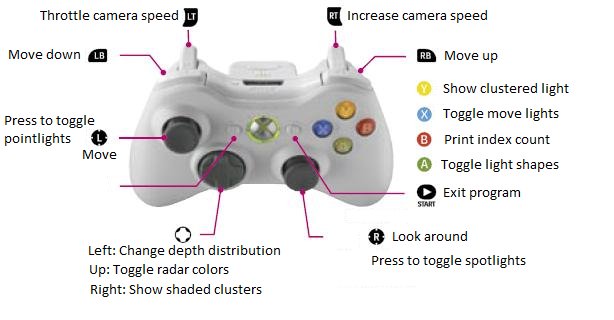 Throttle camera speed LT
RT Increase camera speed
Move down LB
RB Move up
Y Show clustered light
X Toggle move lights
Press to toggle
pointlights L
Move
B Print index count
A Toggle light shapes
Exit program
START
X Y B A
Left: Change depth distribution
Up: Toggle radar colors
Right: Show shaded clusters
R Look around
Press to toggle spotlights